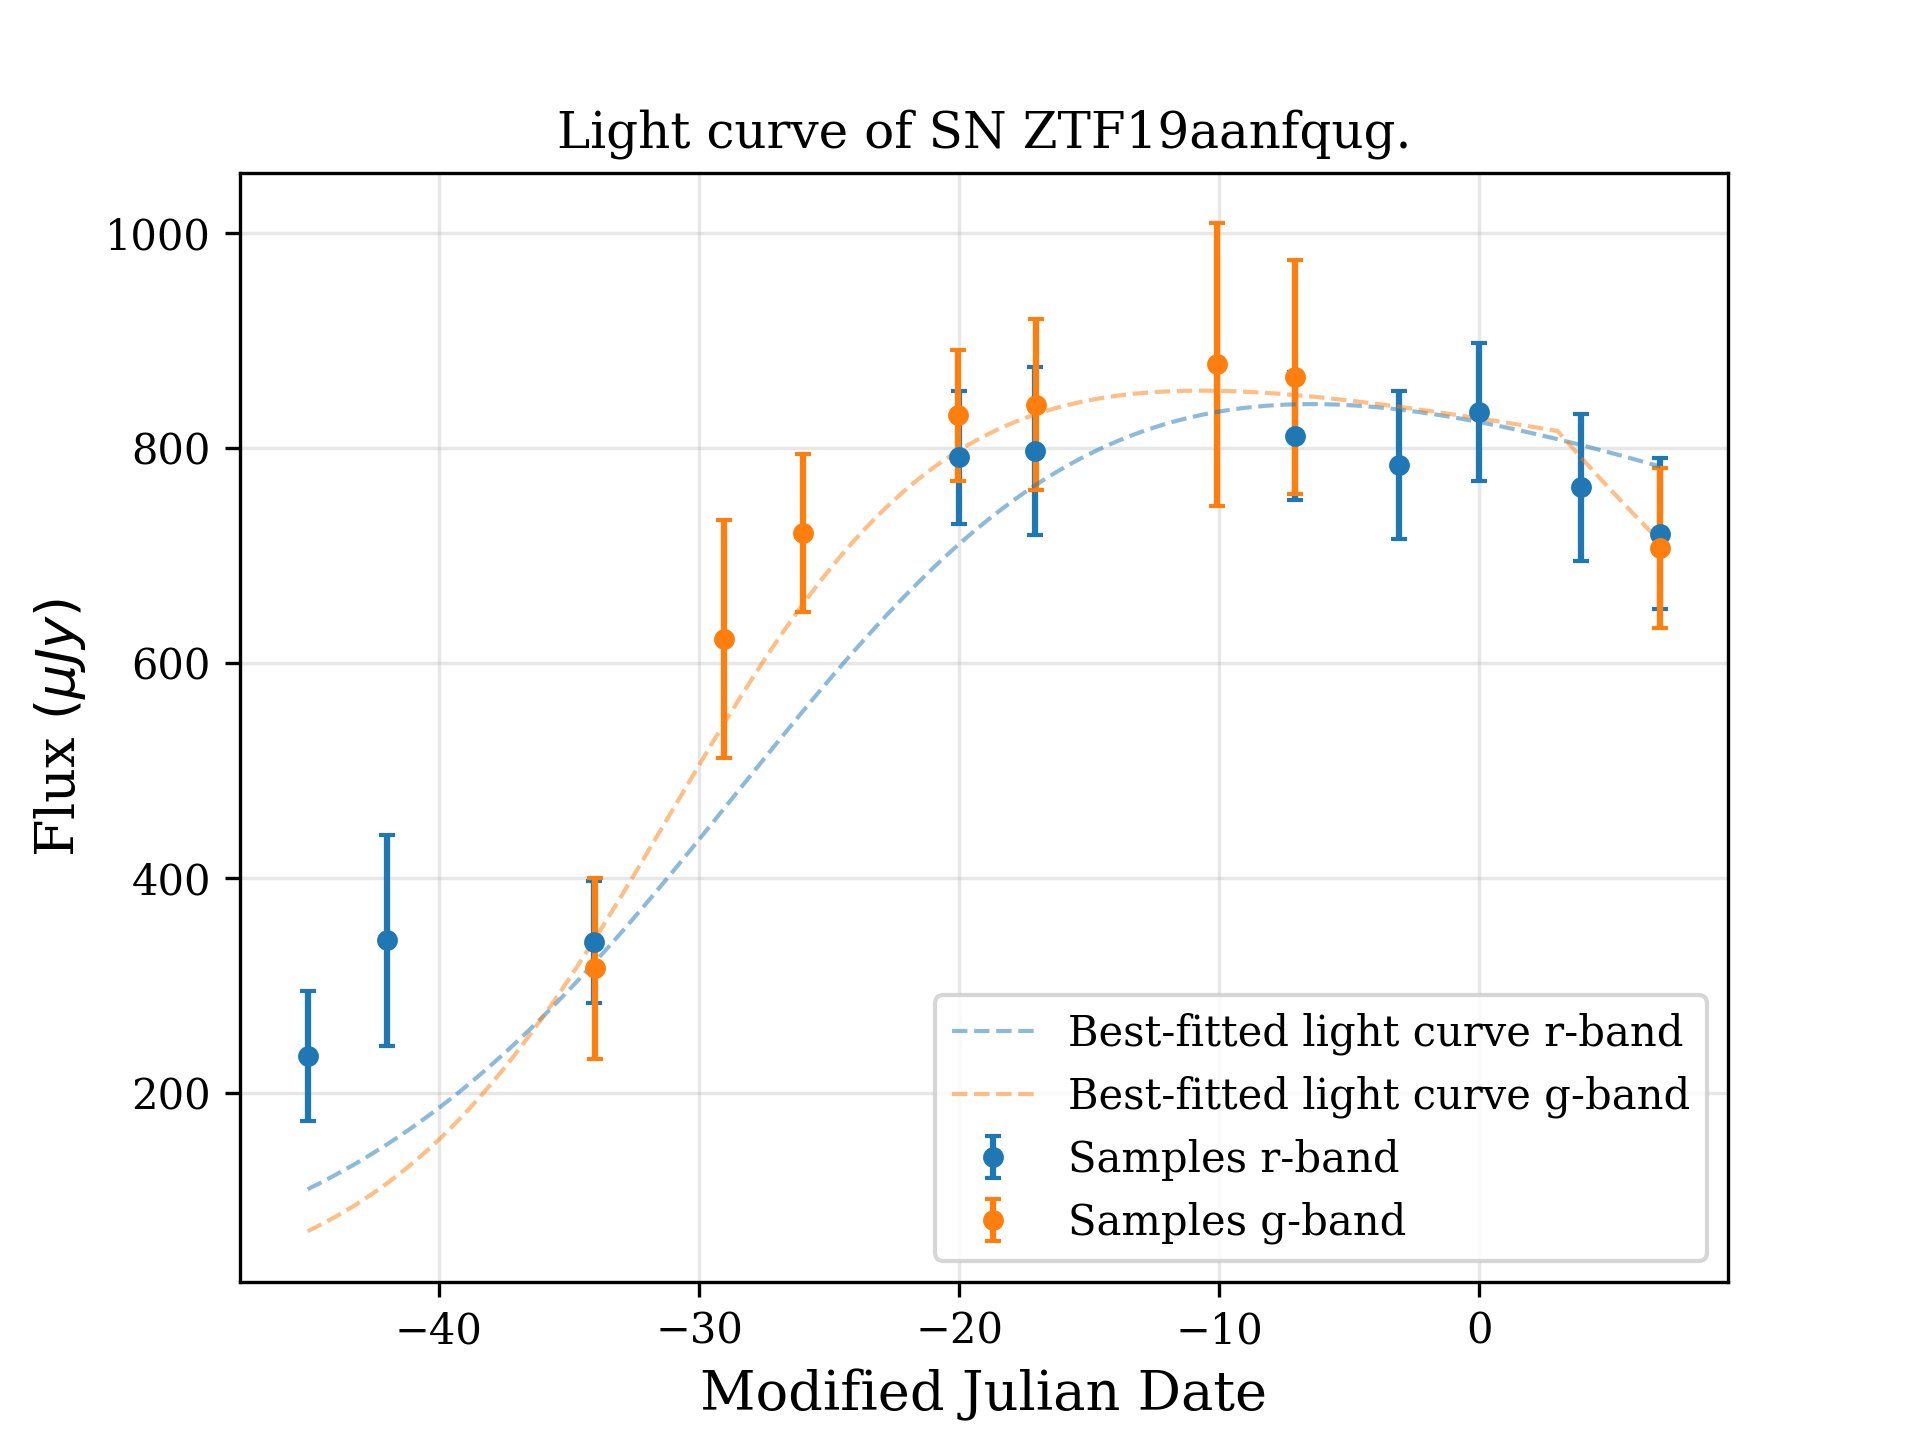 Light curve of SN ZTF19aanfqug.
1000
800
600
400
200
Flux (μJy)
−40
−30
−20
−10
0
Modified Julian Date
Best-fitted light curve r-band
Best-fitted light curve g-band
Samples r-band
Samples g-band